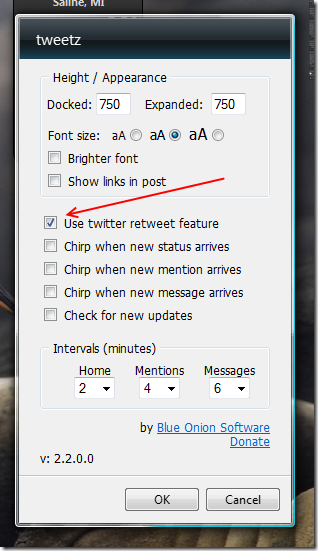 Saline, MI
tweetz
Height / Appearance
Docked: 750 Expanded: 750
Font size: aA aA aA
Brighter font
Show links in post
Use twitter retweet feature
Chirp when new status arrives
Chirp when new mention arrives
Chirp when new message arrives
Check for new updates
Intervals (minutes)
Home Mentions Messages
2 4 6
by Blue Onion Software
Donate
v: 2.2.0.0
OK Cancel